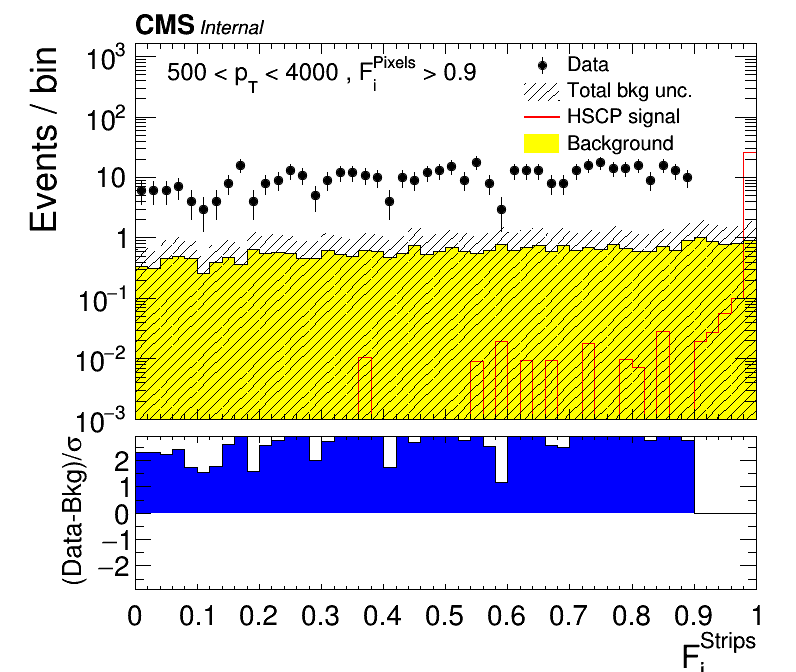 CMS Internal
500 < p_T < 4000 , F_i^Pixels > 0.9
Data
Total bkg unc.
HSCP signal
Background
Events / bin
10^3
10^2
10
1
10^−1
10^−2
10^−3
(Data-Bkg)/σ
2
1
0
−1
−2
0 0.1 0.2 0.3 0.4 0.5 0.6 0.7 0.8 0.9 1
F_i^Strips